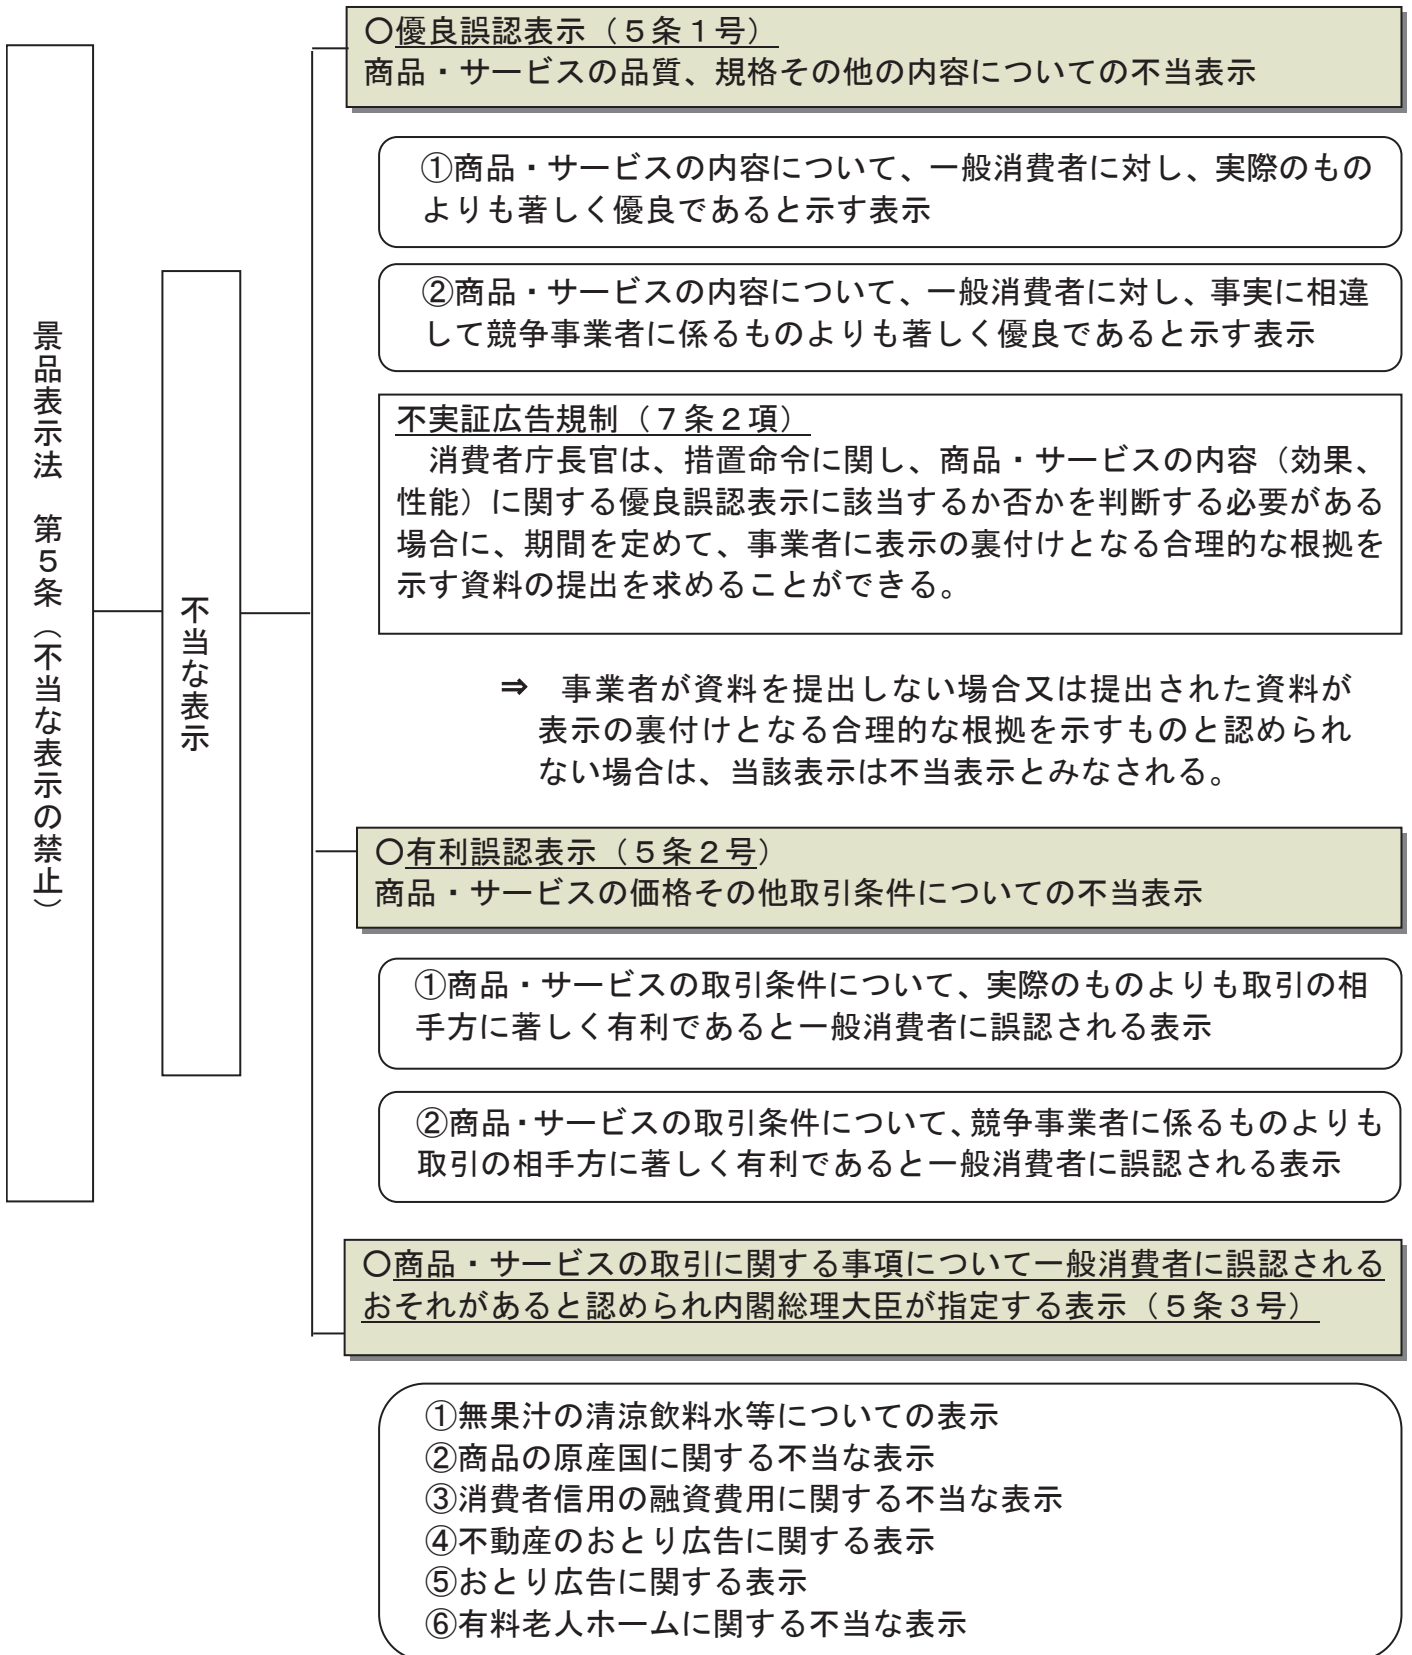 景品表示法　第５条（不当な表示の禁止）
不当な表示
○優良誤認表示（５条１号）
商品・サービスの品質、規格その他の内容についての不当表示
①商品・サービスの内容について、一般消費者に対し、実際のもの
よりも著しく優良であると示す表示
②商品・サービスの内容について、一般消費者に対し、事実に相違
して競争事業者に係るものよりも著しく優良であると示す表示
不実証広告規制（７条２項）
　消費者庁長官は、措置命令に関し、商品・サービスの内容（効果、
性能）に関する優良誤認表示に該当するか否かを判断する必要がある
場合に、期間を定めて、事業者に表示の裏付けとなる合理的な根拠を
示す資料の提出を求めることができる。
⇒　事業者が資料を提出しない場合又は提出された資料が
表示の裏付けとなる合理的な根拠を示すものと認められ
ない場合は、当該表示は不当表示とみなされる。
○有利誤認表示（５条２号）
商品・サービスの価格その他取引条件についての不当表示
①商品・サービスの取引条件について、実際のものよりも取引の相
手方に著しく有利であると一般消費者に誤認される表示
②商品・サービスの取引条件について、競争事業者に係るものよりも
取引の相手方に著しく有利であると一般消費者に誤認される表示
○商品・サービスの取引に関する事項について一般消費者に誤認される
おそれがあると認められ内閣総理大臣が指定する表示（５条３号）
①無果汁の清涼飲料水等についての表示
②商品の原産国に関する不当な表示
③消費者信用の融資費用に関する不当な表示
④不動産のおとり広告に関する表示
⑤おとり広告に関する表示
⑥有料老人ホームに関する不当な表示